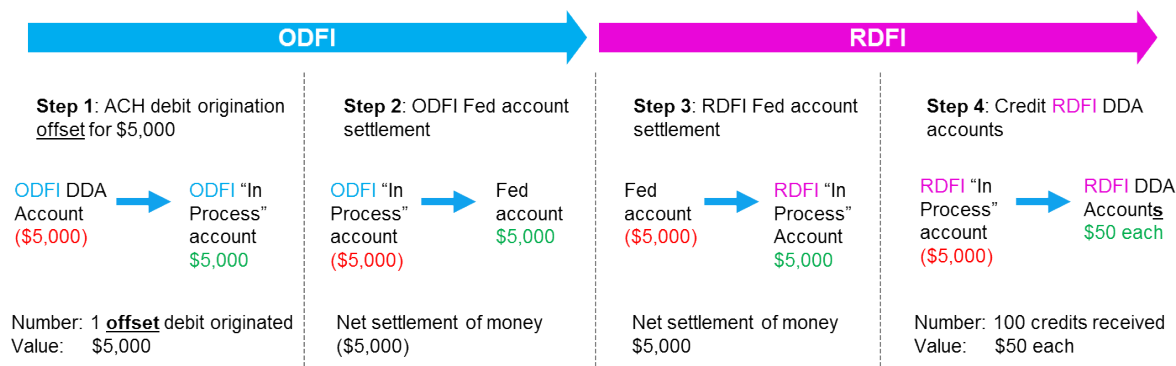 ODFI
RDFI
Step 1: ACH debit origination
offset for $5,000
ODFI DDA
Account
($5,000)
ODFI “In
Process”
account
$5,000
Number: 1 offset debit originated
Value: $5,000
Step 2: ODFI Fed account
settlement
ODFI “In
Process”
account
($5,000)
Fed
account
$5,000
Net settlement of money
($5,000)
Step 3: RDFI Fed account
settlement
Fed
account
($5,000)
RDFI “In
Process”
Account
$5,000
Net settlement of money
$5,000
Step 4: Credit RDFI DDA
accounts
RDFI “In
Process”
account
($5,000)
RDFI DDA
Accounts
$50 each
Number: 100 credits received
Value: $50 each